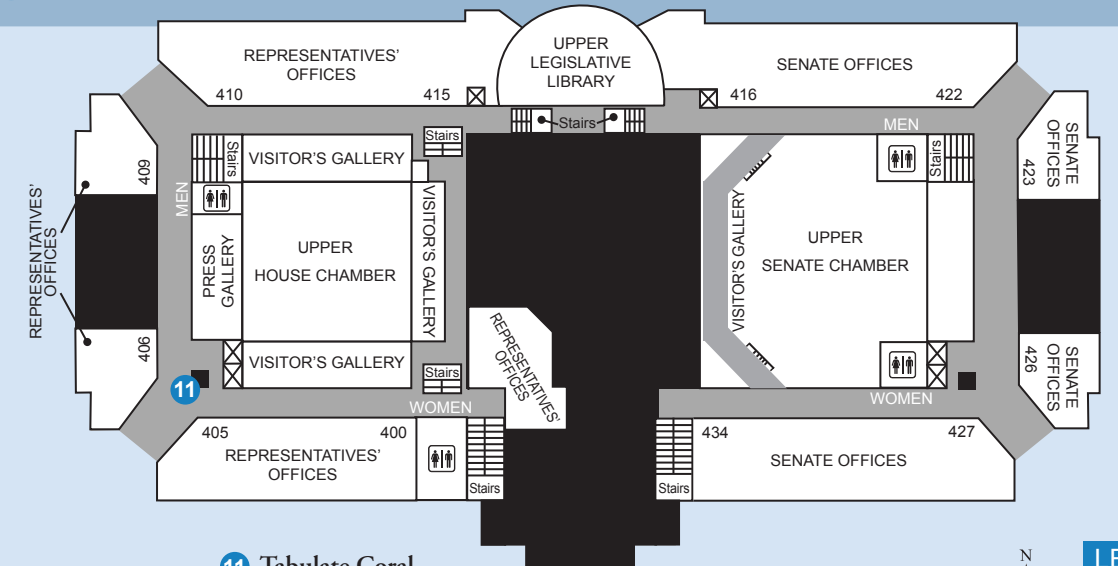 REPRESENTATIVES'
OFFICES
410
415
UPPER
LEGISLATIVE
LIBRARY
SENATE OFFICES
416
422
Stairs
Stairs
MEN
SENATE
OFFICES
423
409
MEN
Stairs
VISITOR'S GALLERY
Stairs
REPRESENTATIVES'
OFFICES
PRESS
GALLERY
UPPER
HOUSE CHAMBER
VISITOR'S GALLERY
VISITOR'S GALLERY
UPPER
SENATE CHAMBER
REPRESENTATIVES'
OFFICES
406
VISITOR'S GALLERY
Stairs
11
WOMEN
WOMEN
SENATE
OFFICES
426
405
400
REPRESENTATIVES'
OFFICES
Stairs
Stairs
434
427
SENATE OFFICES
11 Tabulate Coral
N